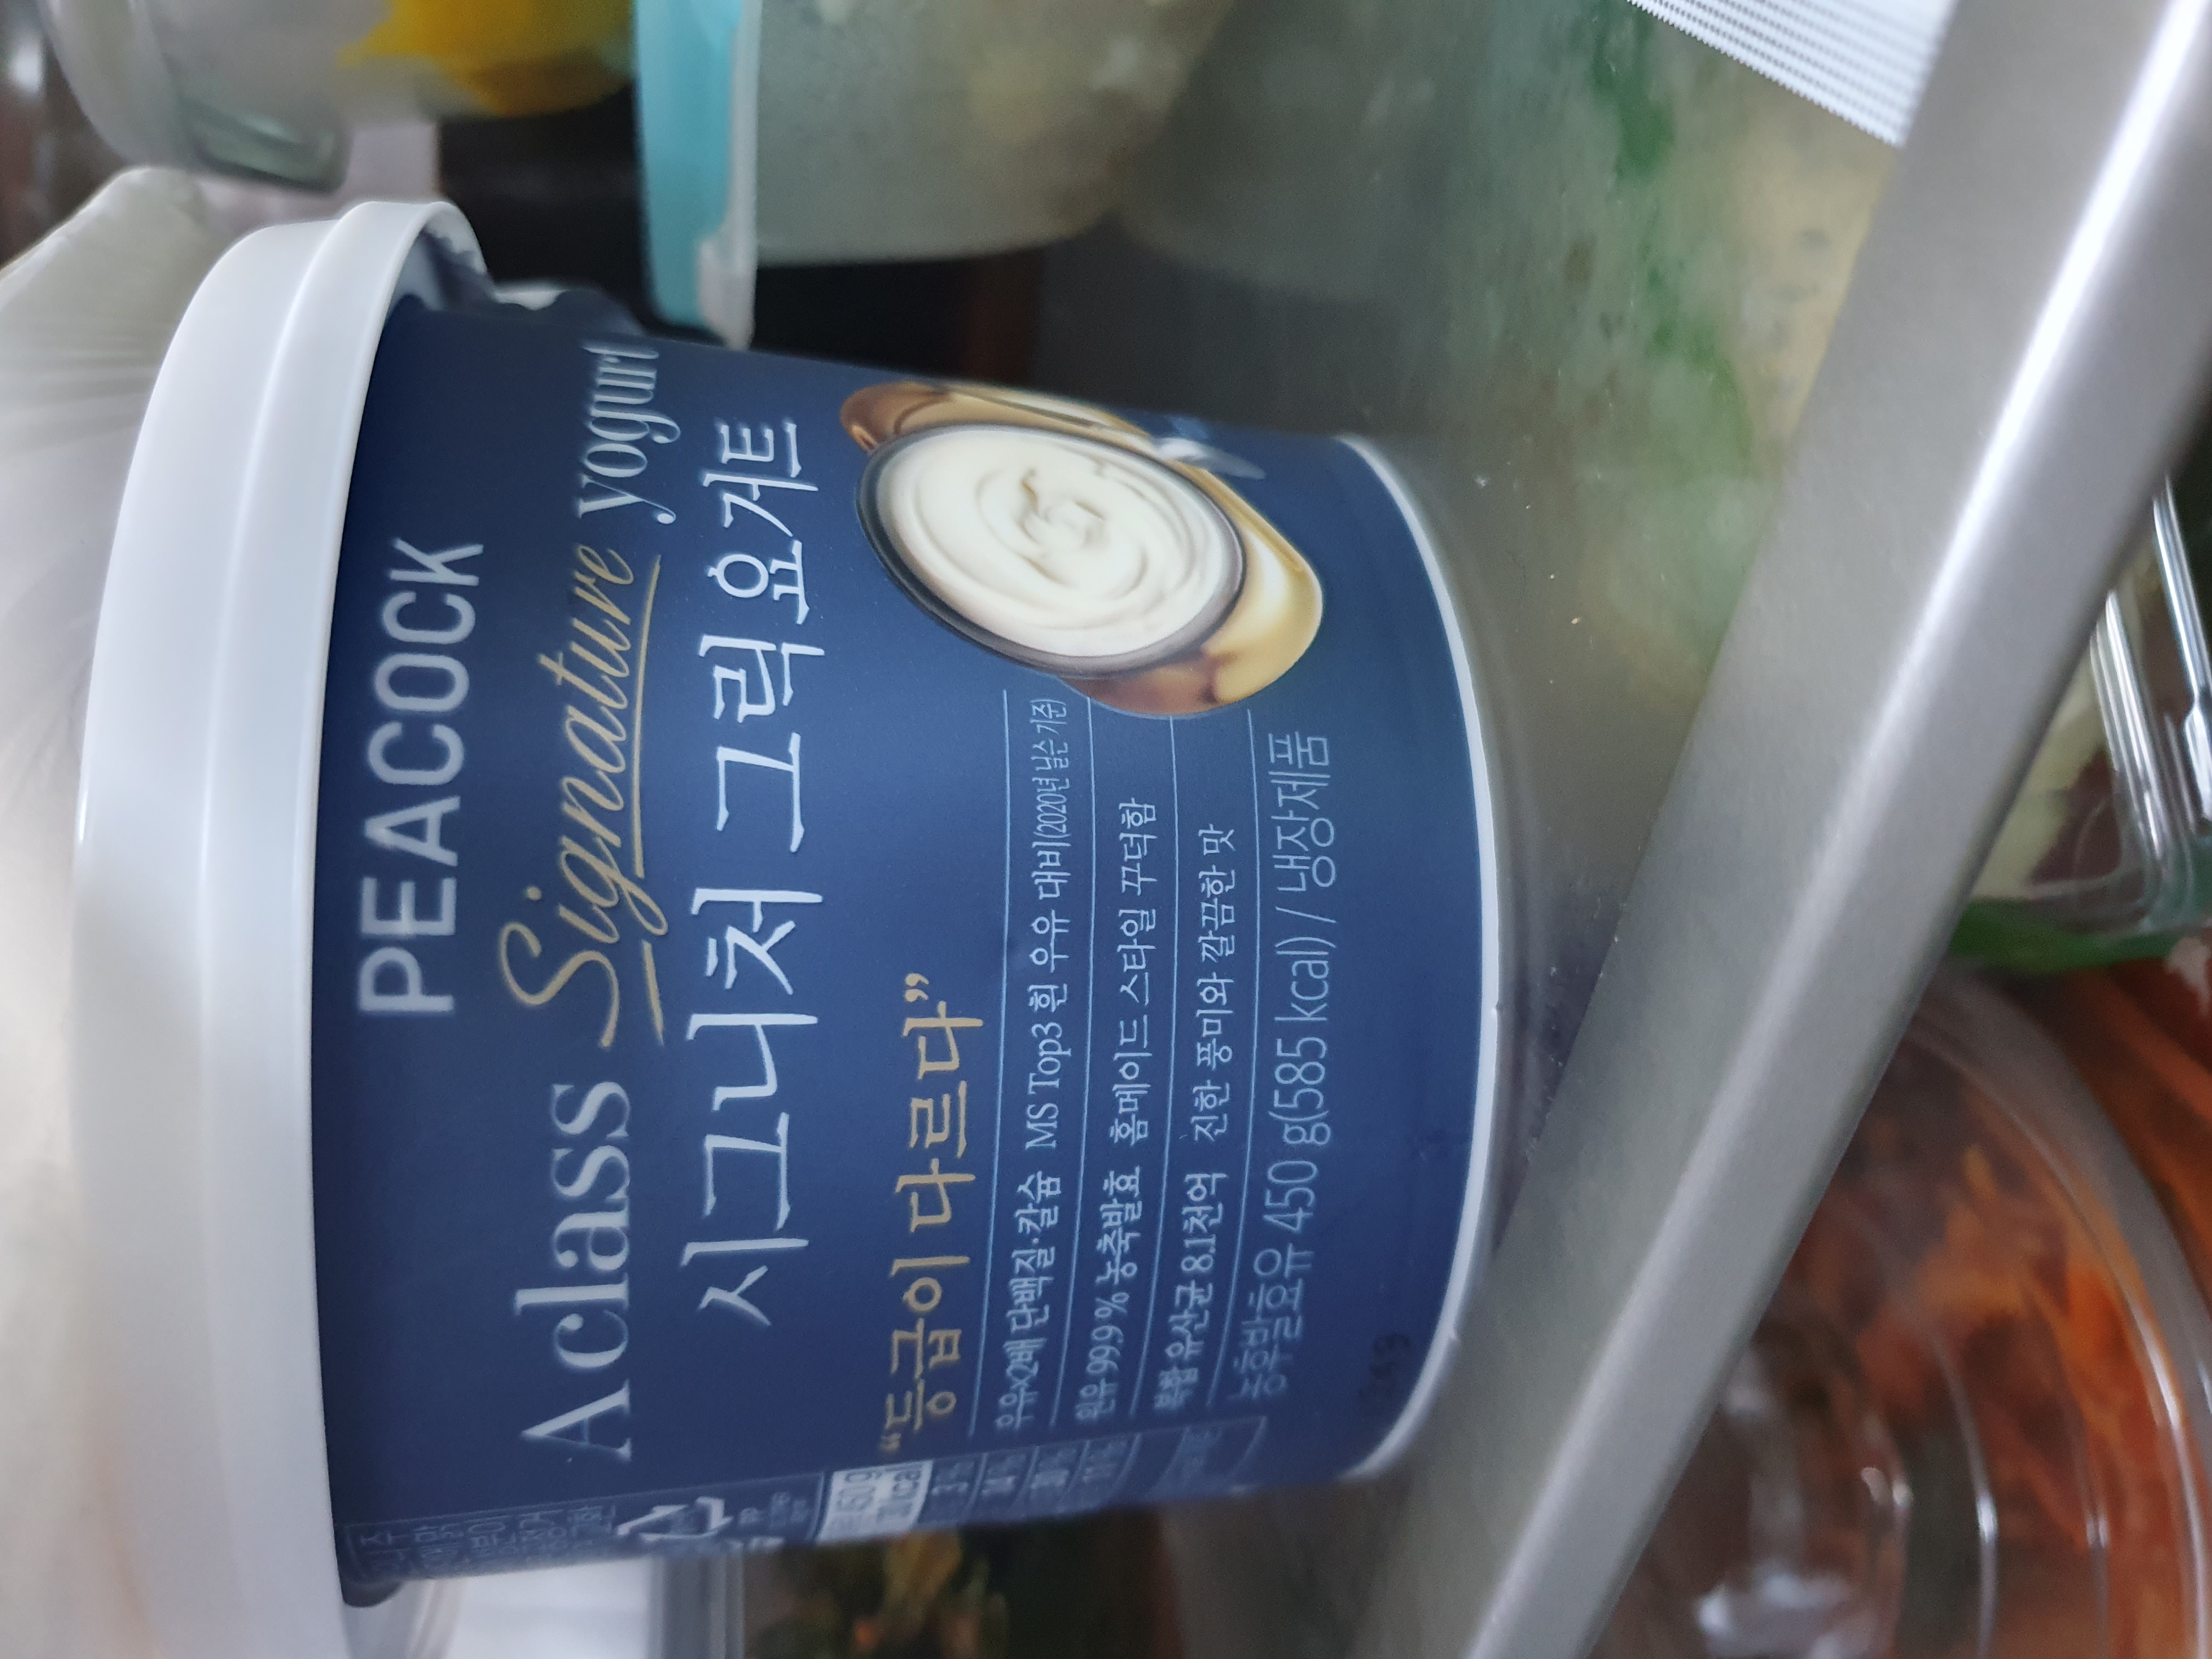 PEACOCK
A class Signature yogurt
시그니처 그릭요거트
“등급이 다르다”
우유x2배 단백질·칼슘 MS Top3 흰 우유 대비(2020년 닐슨 기준)
원유 99.9 % 농축발효 홈메이드 스타일 꾸덕함
복합 유산균 8.1천억 진한 풍미와 깔끔한 맛
농후발효유 450 g(585 kcal) / 냉장제품